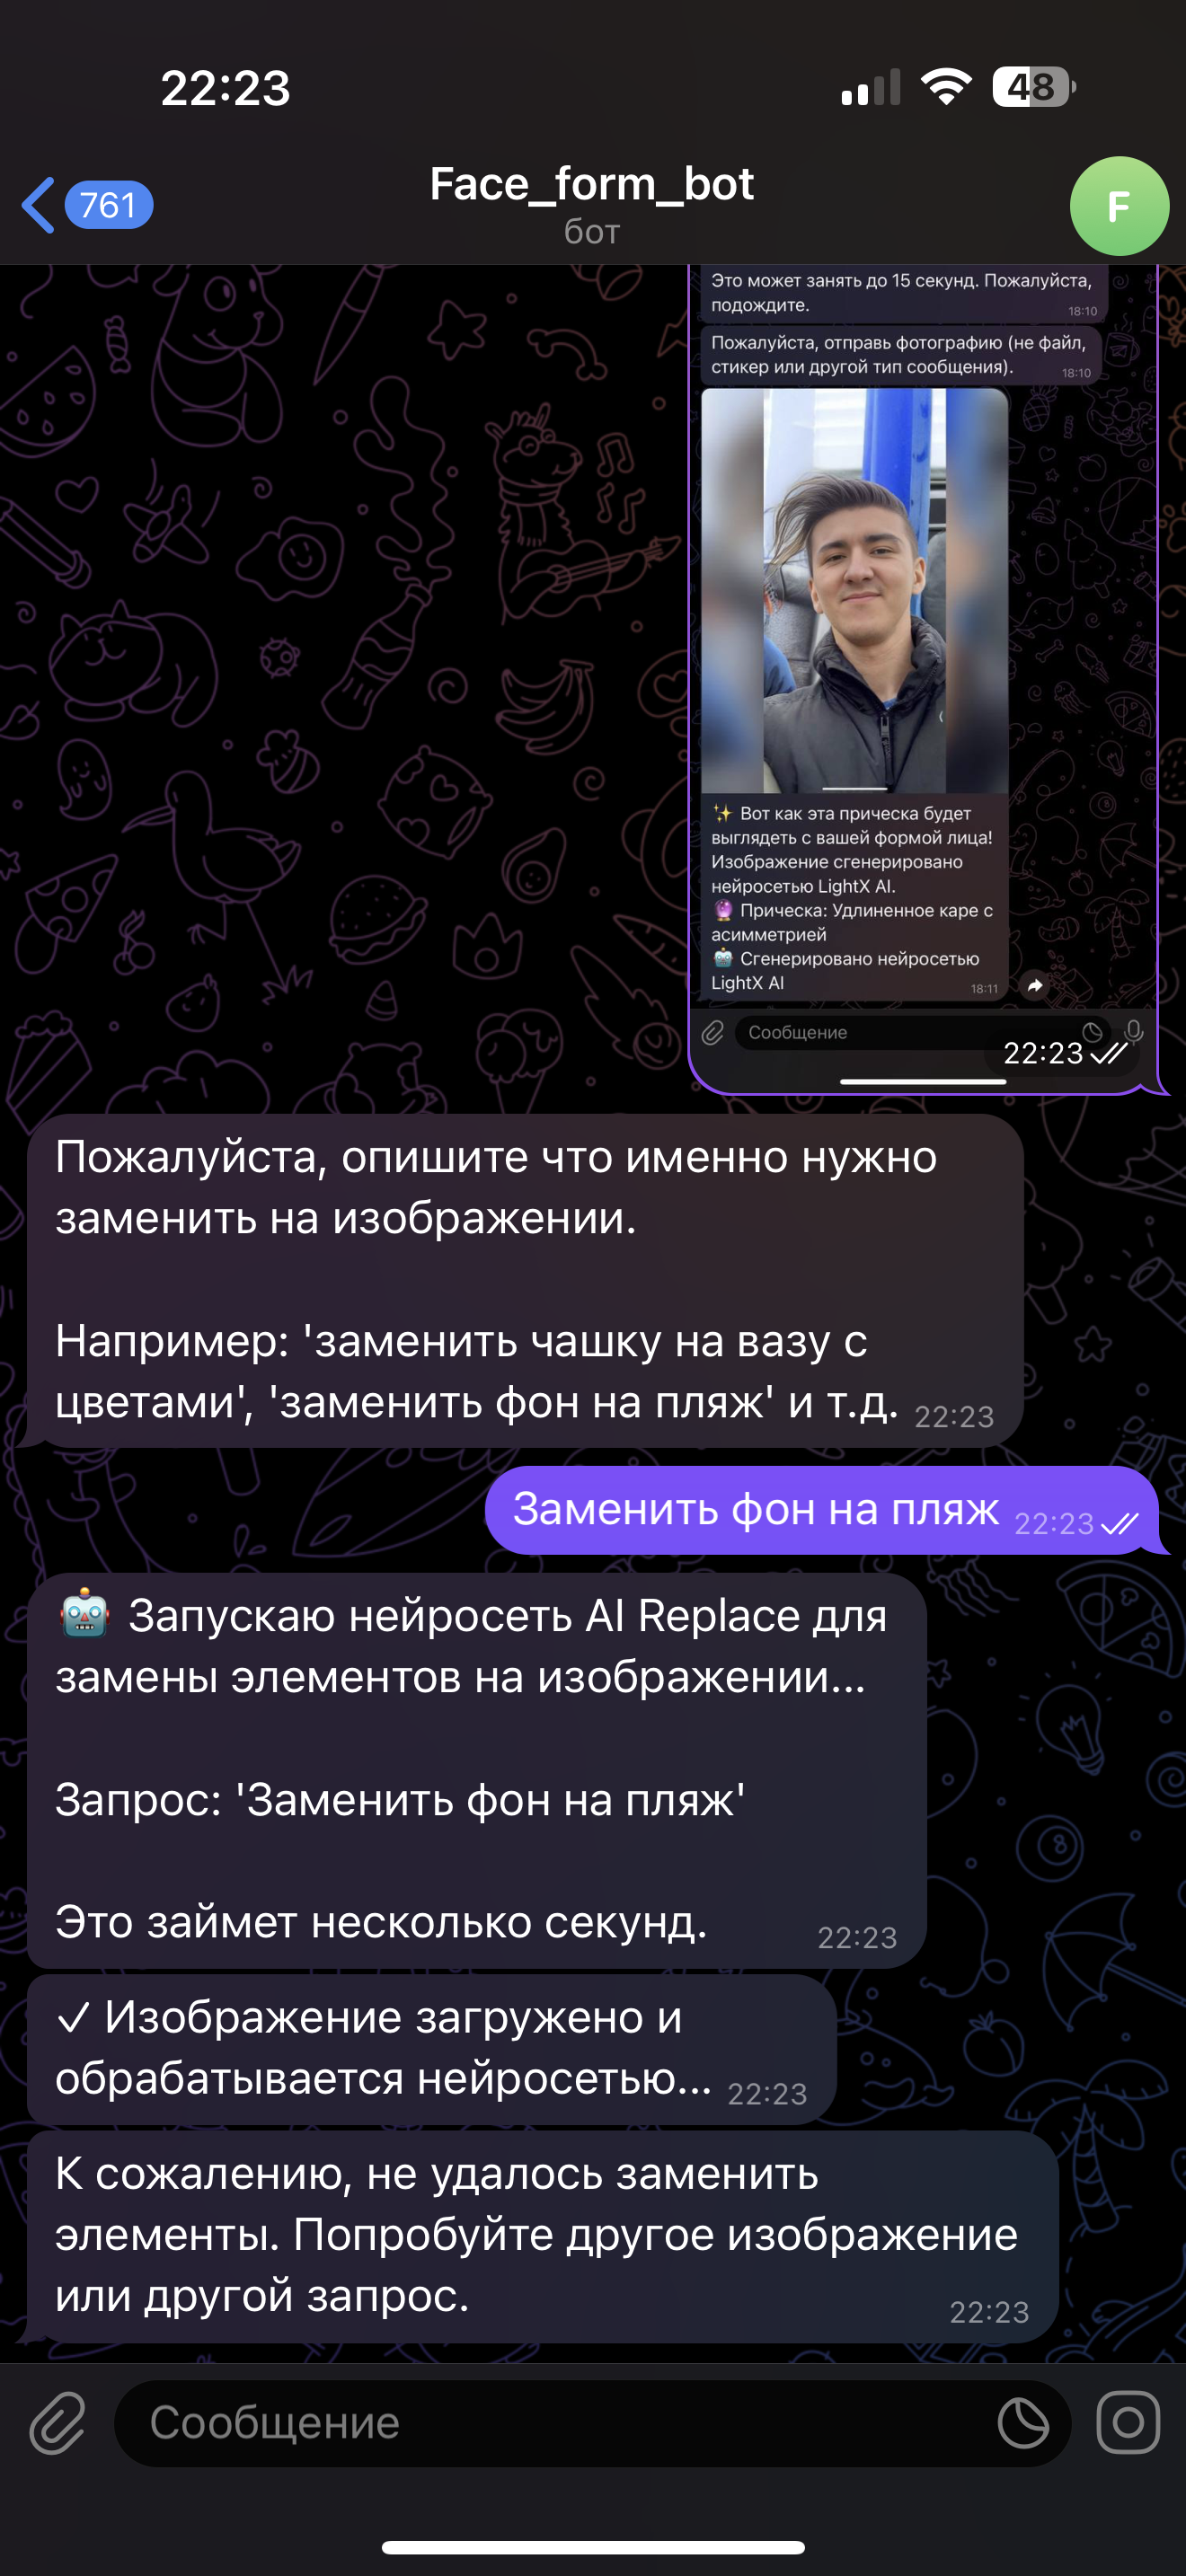 22:23
48
761
Face_form_bot
бот
F
Это может занять до 15 секунд. Пожалуйста,
подождите.
18:10
Пожалуйста, отправь фотографию (не файл,
стикер или другой тип сообщения).
18:10
✨ Вот как эта прическа будет
выглядеть с вашей формой лица!
Изображение сгенерировано
нейросетью LightX AI.
🔮 Прическа: Удлиненное каре с
асимметрией
🤖 Сгенерировано нейросетью
LightX AI
18:11
Сообщение
22:23
Пожалуйста, опишите что именно нужно
заменить на изображении.
Например: 'заменить чашку на вазу с
цветами', 'заменить фон на пляж' и т.д. 22:23
Заменить фон на пляж 22:23
🤖 Запускаю нейросеть AI Replace для
замены элементов на изображении...
Запрос: 'Заменить фон на пляж'
Это займет несколько секунд. 22:23
✓ Изображение загружено и
обрабатывается нейросетью... 22:23
К сожалению, не удалось заменить
элементы. Попробуйте другое изображение
или другой запрос. 22:23
Сообщение